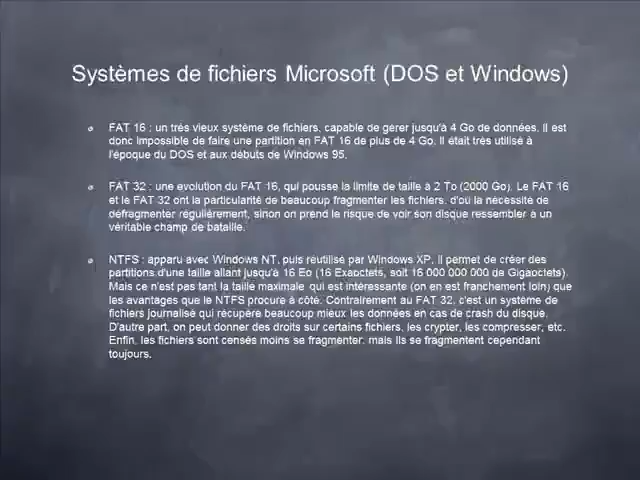 Systèmes de fichiers Microsoft (DOS et Windows)
FAT 16 : un très vieux système de fichiers, capable de gérer jusqu'à 4 Go de données. Il est
donc impossible de faire une partition en FAT 16 de plus de 4 Go. Il était très utilisé à
l'époque du DOS et aux débuts de Windows 95.
FAT 32 : une evolution du FAT 16, qui pousse la limite de taille à 2 To (2000 Go). Le FAT 16
et le FAT 32 ont la particularité de beaucoup fragmenter les fichiers, d'où la nécessité de
défragmenter régulièrement, sinon on prend le risque de voir son disque ressembler à un
véritable champ de bataille.
NTFS : apparu avec Windows NT, puis réutilisé par Windows XP. Il permet de créer des
partitions d'une taille allant jusqu'à 16 Eo (16 Exaoctets, soit 16 000 000 000 de Gigaoctets).
Mais ce n'est pas tant la taille maximale qui est intéressante (on en est franchement loin) que
les avantages que le NTFS procure à côté. Contrairement au FAT 32, c'est un système de
fichiers journalisé qui récupère beaucoup mieux les données en cas de crash du disque.
D'autre part, on peut donner des droits sur certains fichiers, les crypter, les compresser, etc.
Enfin, les fichiers sont censés moins se fragmenter, mais ils se fragmentent cependant
toujours.